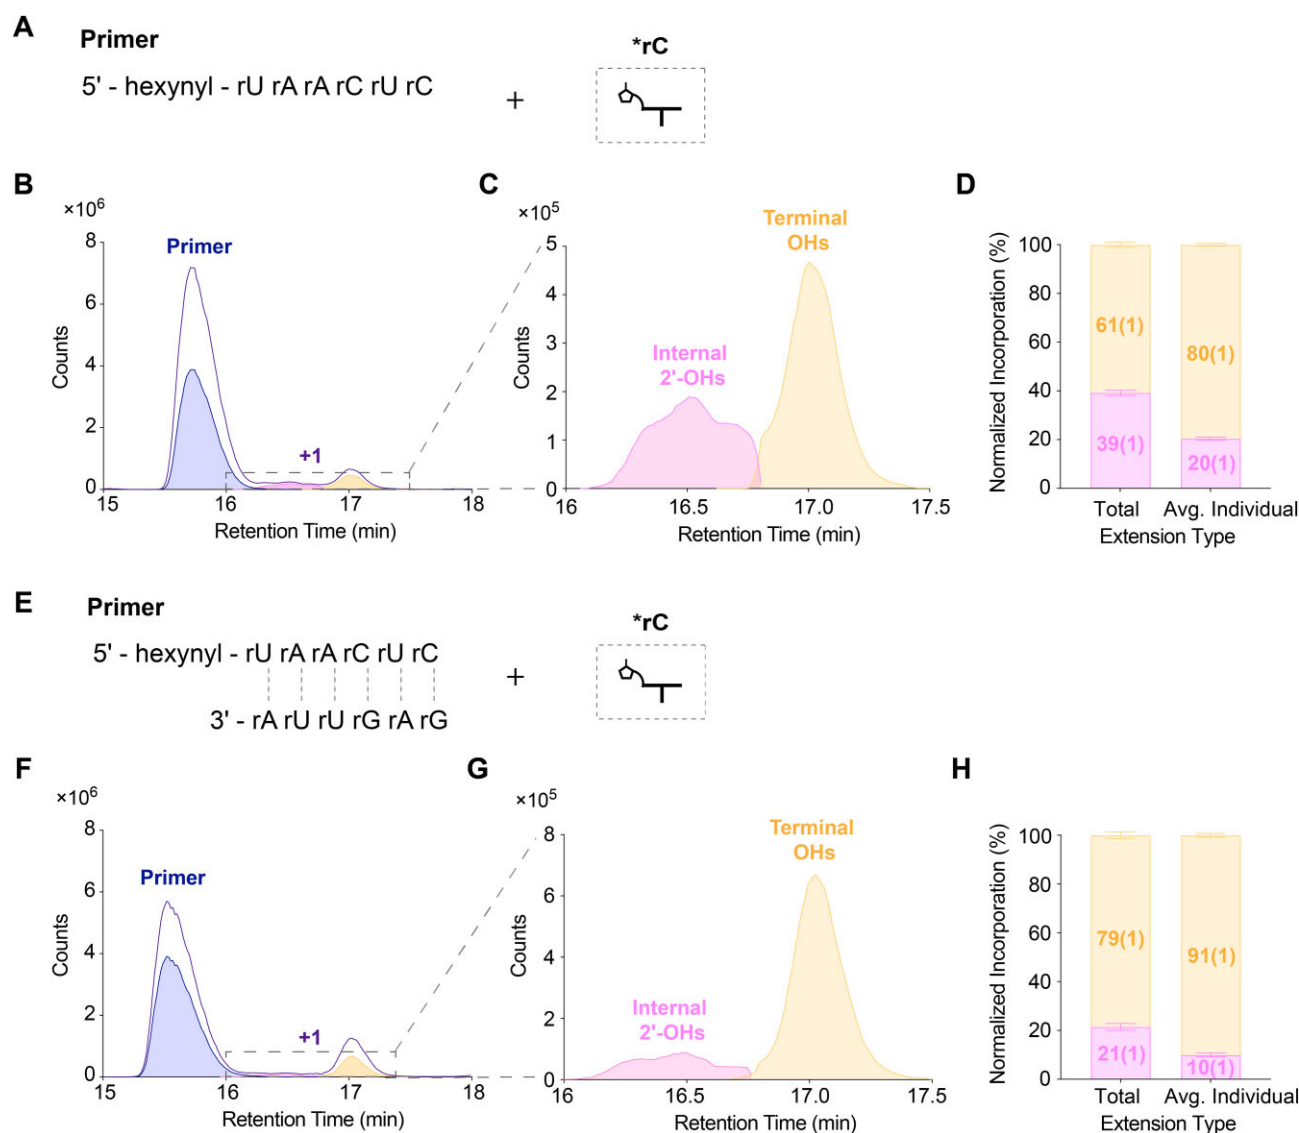 A
Primer
5' - hexynyl - rU rA rA rC rU rC
+
*rC
B
×10⁶
8
6
4
2
0
Counts
Primer
+1
15
16
17
18
Retention Time (min)
C
×10⁵
5
4
3
2
1
0
Counts
Internal
2'-OHs
Terminal
OHs
16
16.5
17.0
17.5
Retention Time (min)
D
Normalized Incorporation (%)
100
80
60
40
20
0
61(1)
39(1)
80(1)
20(1)
Total
Avg. Individual
Extension Type
E
Primer
5' - hexynyl - rU rA rA rC rU rC
3' - rA rU rU rG rA rG
+
*rC
F
×10⁶
8
6
4
2
0
Counts
Primer
+1
15
16
17
18
Retention Time (min)
G
×10⁵
8
6
4
2
0
Counts
Internal
2'-OHs
Terminal
OHs
16
16.5
17.0
17.5
Retention Time (min)
H
Normalized Incorporation (%)
100
80
60
40
20
0
79(1)
21(1)
91(1)
10(1)
Total
Avg. Individual
Extension Type